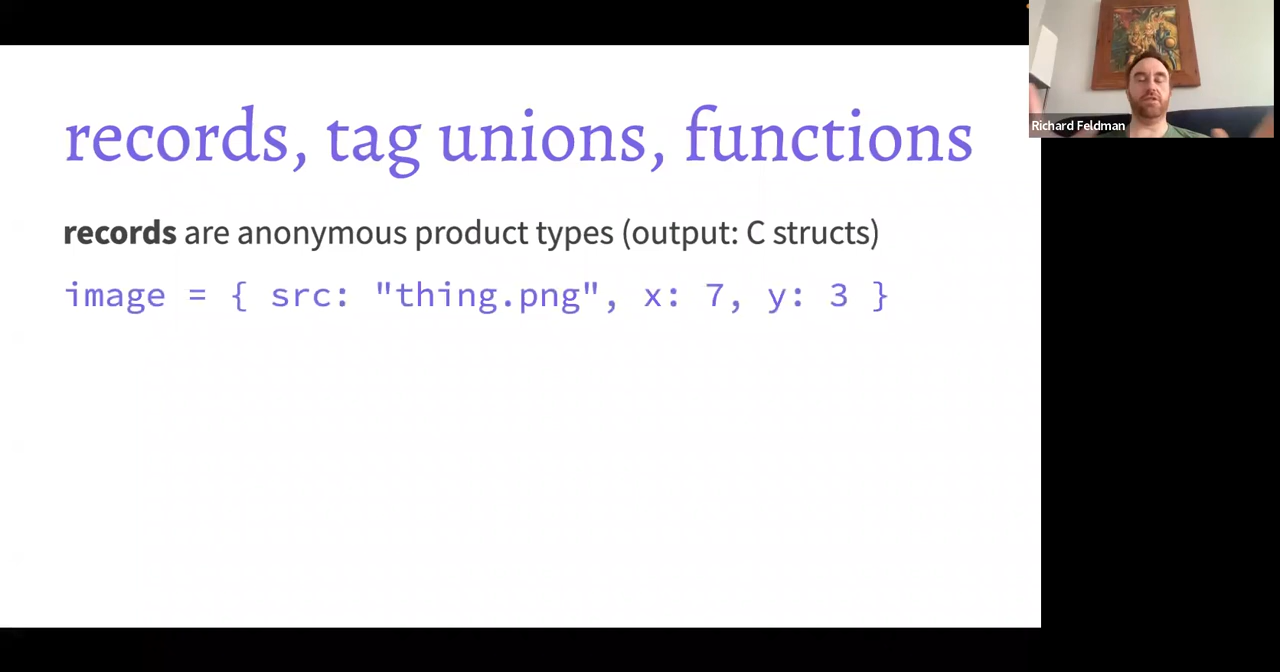 records, tag unions, functions
records are anonymous product types (output: C structs)
image = { src: "thing.png", x: 7, y: 3 }
Richard Feldman